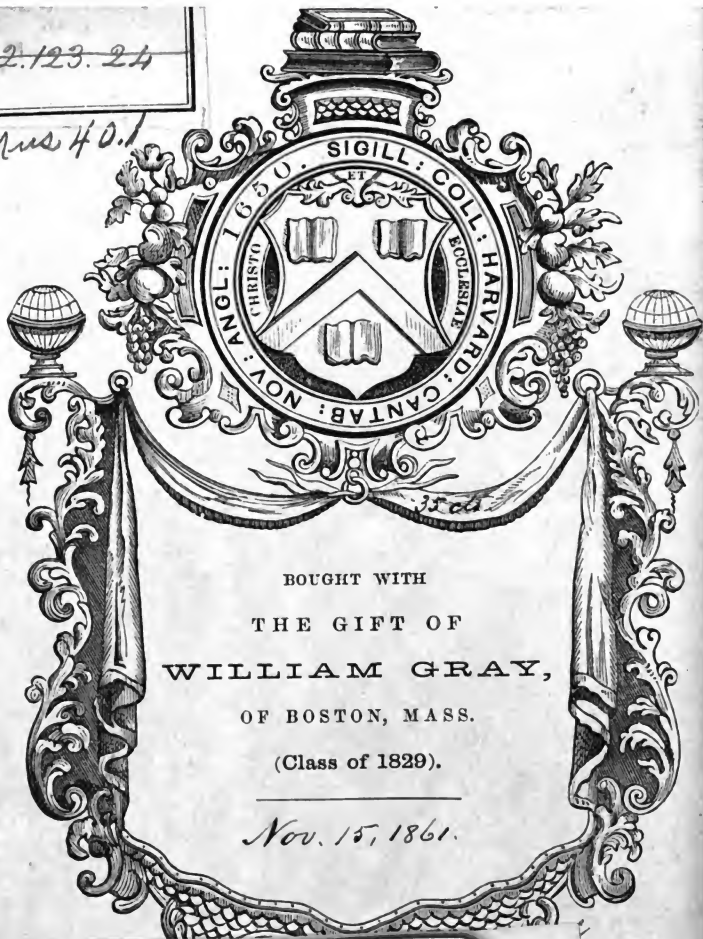 2.123.24
Mus 40.1
1650. SIGILL: COLL: HARVARD: CANTAB: NOV: ANGL:
ET
CHRISTO
ECCLESIAE
35 cts.
BOUGHT WITH
THE GIFT OF
WILLIAM GRAY,
OF BOSTON, MASS.
(Class of 1829).
Nov. 15, 1861.